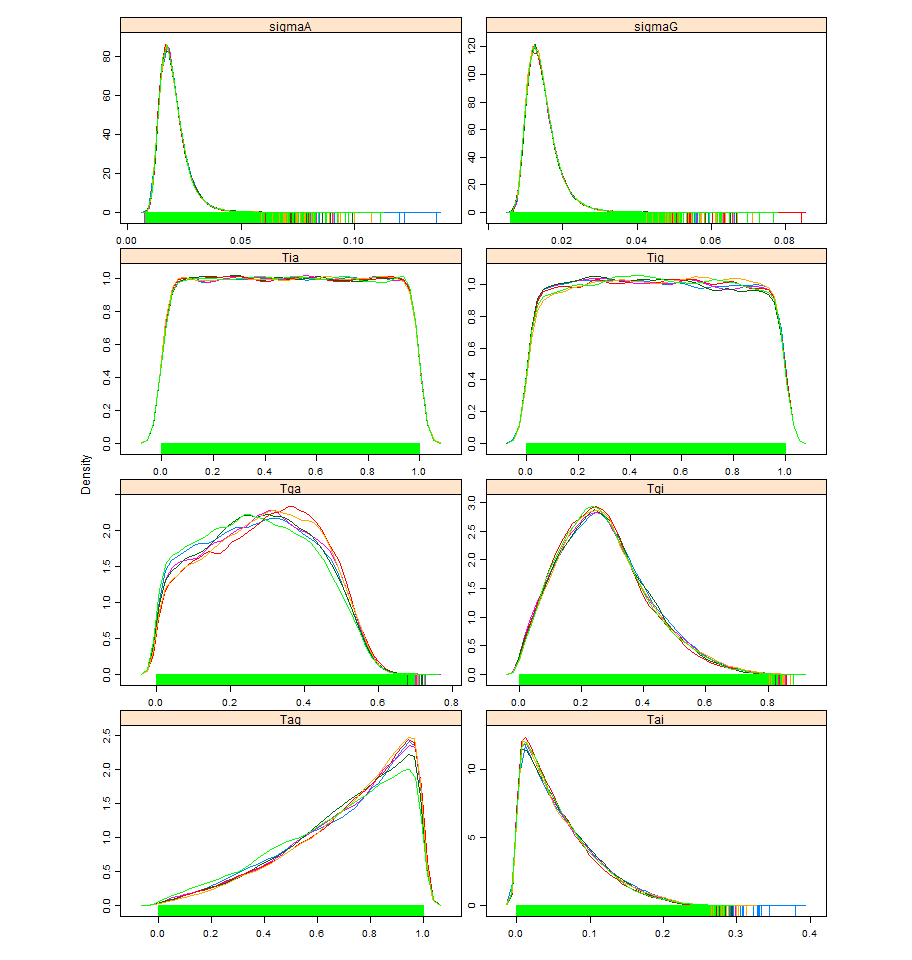 sigmaA
sigmaG
0 20 40 60 80
0 20 40 60 80 100 120
0.00 0.05 0.10
0.02 0.04 0.06 0.08
Tia
Tig
0.0 0.2 0.4 0.6 0.8 1.0
0.0 0.2 0.4 0.6 0.8 1.0
0.0 0.2 0.4 0.6 0.8 1.0
0.0 0.2 0.4 0.6 0.8 1.0
Density
Tga
Tgi
0.0 0.5 1.0 1.5 2.0
0.0 0.5 1.0 1.5 2.0 2.5 3.0
0.0 0.2 0.4 0.6 0.8
0.0 0.2 0.4 0.6 0.8
Tag
Tai
0.0 0.5 1.0 1.5 2.0 2.5
0 5 10
0.0 0.2 0.4 0.6 0.8 1.0
0.0 0.1 0.2 0.3 0.4